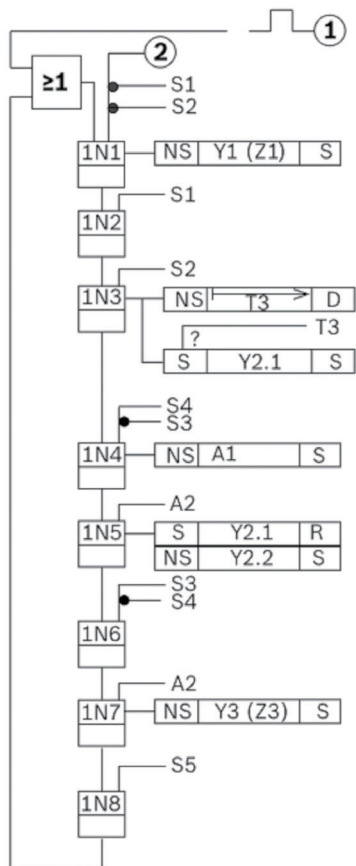 1
2
≥1
S1
S2
1N1 NS Y1 (Z1) S
S1
1N2
S2
1N3 NS T3 D
T3
?
S Y2.1 S
S4
S3
1N4 NS A1 S
A2
1N5 S Y2.1 R
NS Y2.2 S
S3
S4
1N6
A2
1N7 NS Y3 (Z3) S
S5
1N8